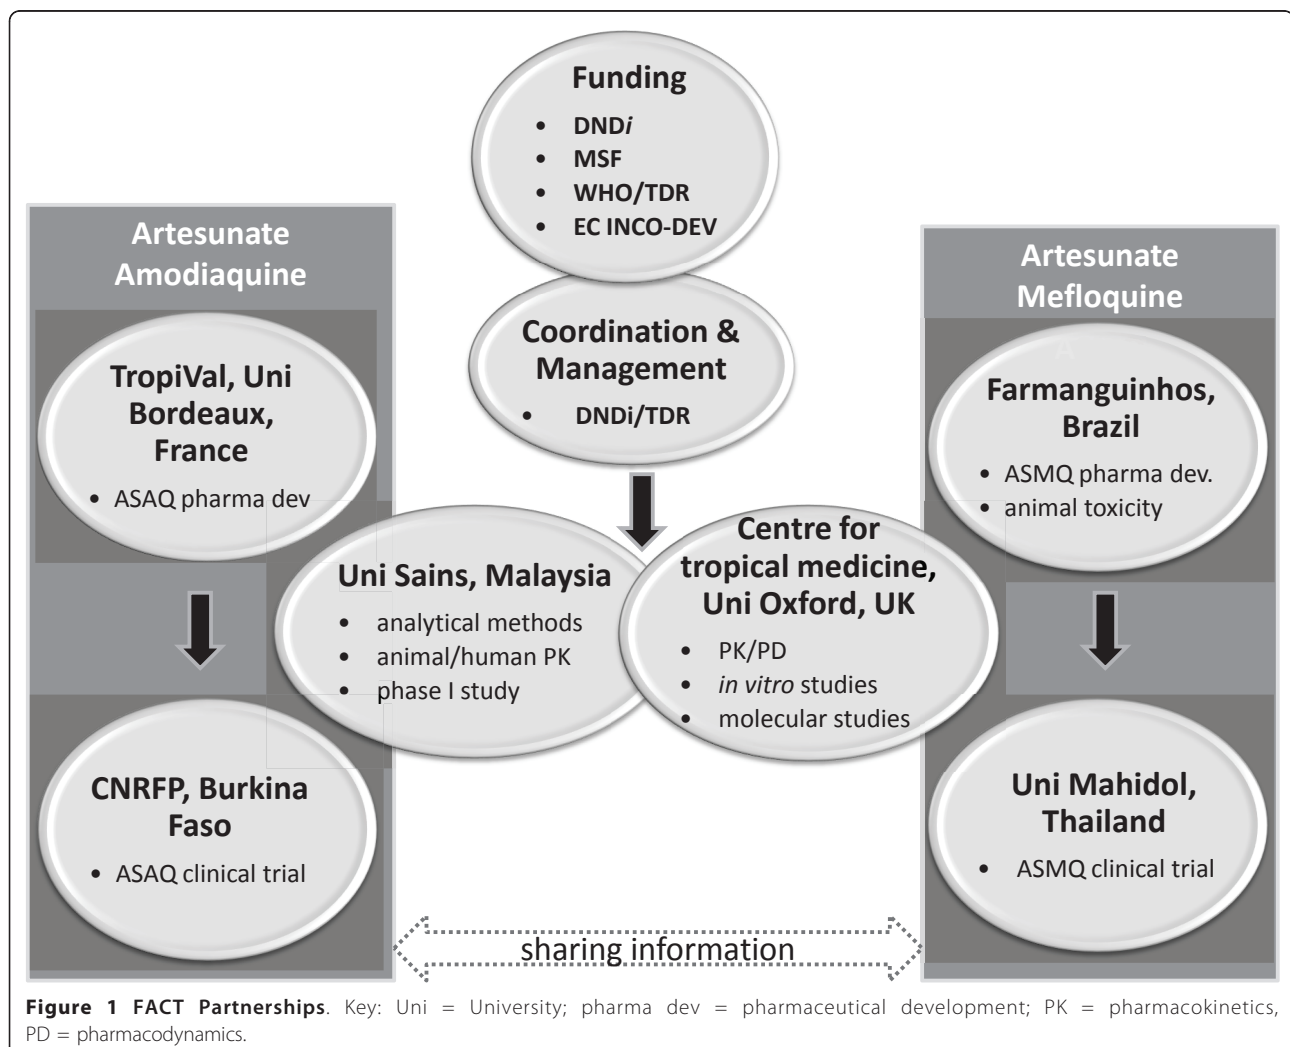 Funding
• DNDi
• MSF
• WHO/TDR
• EC INCO-DEV
Artesunate
Amodiaquine
Artesunate
Mefloquine
Coordination &
Management
• DNDi/TDR
TropiVal, Uni
Bordeaux,
France
• ASAQ pharma dev
Farmanguinhos,
Brazil
• ASMQ pharma dev.
• animal toxicity
Uni Sains, Malaysia
• analytical methods
• animal/human PK
• phase I study
Centre for
tropical medicine,
Uni Oxford, UK
• PK/PD
• in vitro studies
• molecular studies
CNRFP, Burkina
Faso
• ASAQ clinical trial
Uni Mahidol,
Thailand
• ASMQ clinical trial
sharing information
Figure 1 FACT Partnerships. Key: Uni = University; pharma dev = pharmaceutical development; PK = pharmacokinetics,
PD = pharmacodynamics.